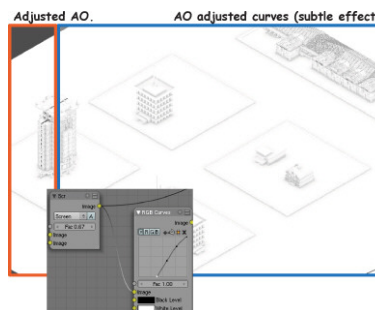 Adjusted AO.
AO adjusted curves (subtle effect
Scr
Image
Screen
Fac 0.67
Image
Image
RGB Curves
Image
Fac 1.00
Image
Black Level
White Level